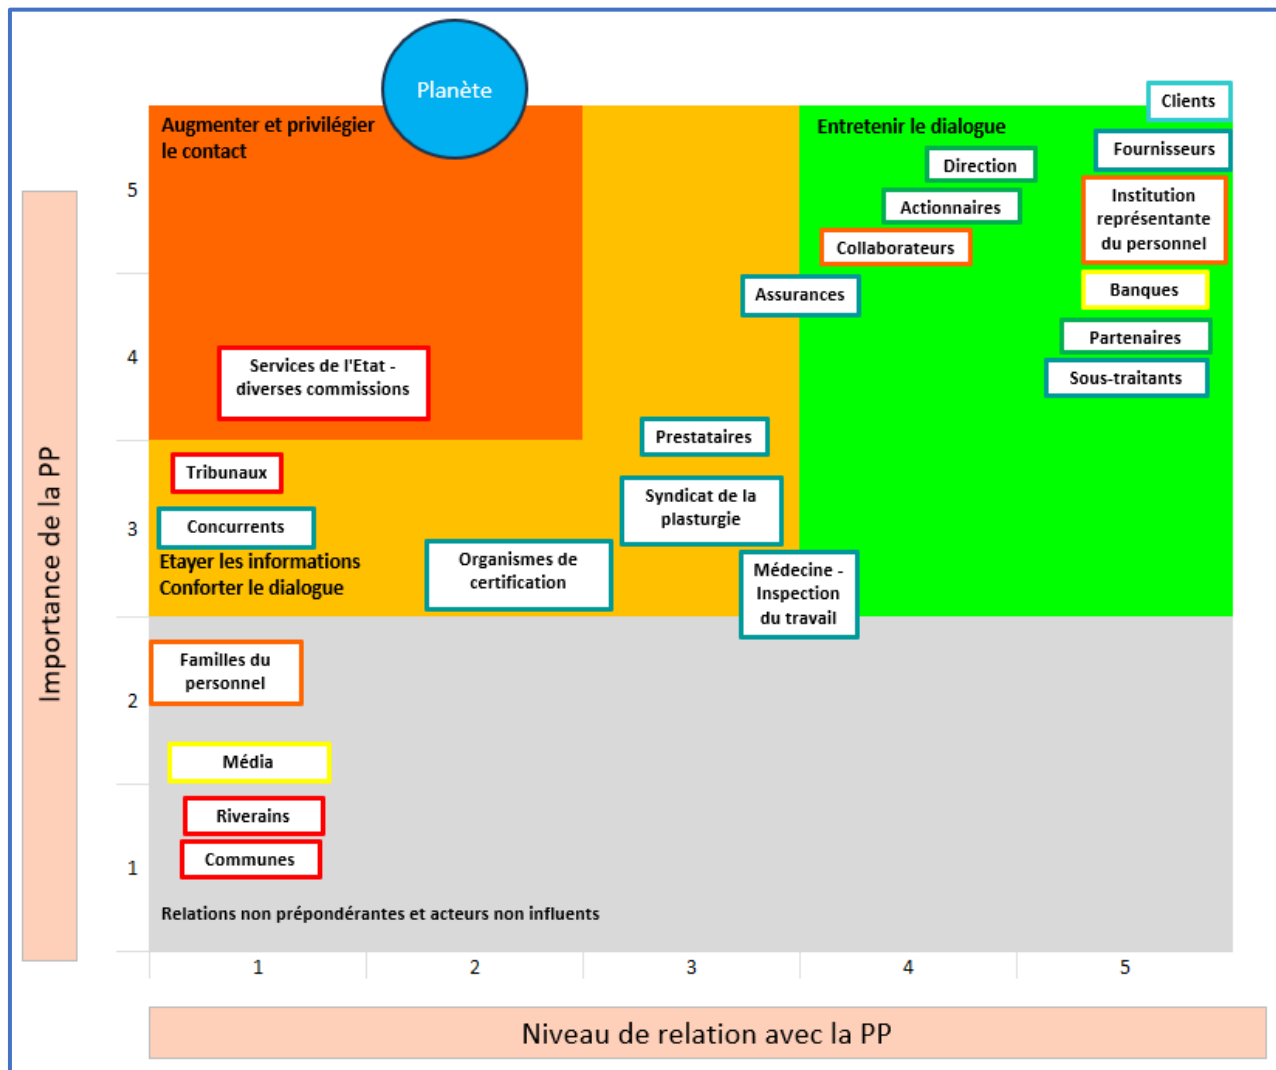 Planète
Clients
Augmenter et privilégier
le contact
Entretenir le dialogue
Fournisseurs
Direction
Institution
représentante
du personnel
Actionnaires
Collaborateurs
Assurances
Banques
Partenaires
Sous-traitants
Services de l'Etat -
diverses commissions
Prestataires
Tribunaux
Syndicat de la
plasturgie
Concurrents
Etayer les informations
Conforter le dialogue
Organismes de
certification
Médecine -
Inspection
du travail
Familles du
personnel
Média
Riverains
Communes
Relations non prépondérantes et acteurs non influents
5
4
3
2
1
Importance de la PP
1 2 3 4 5
Niveau de relation avec la PP